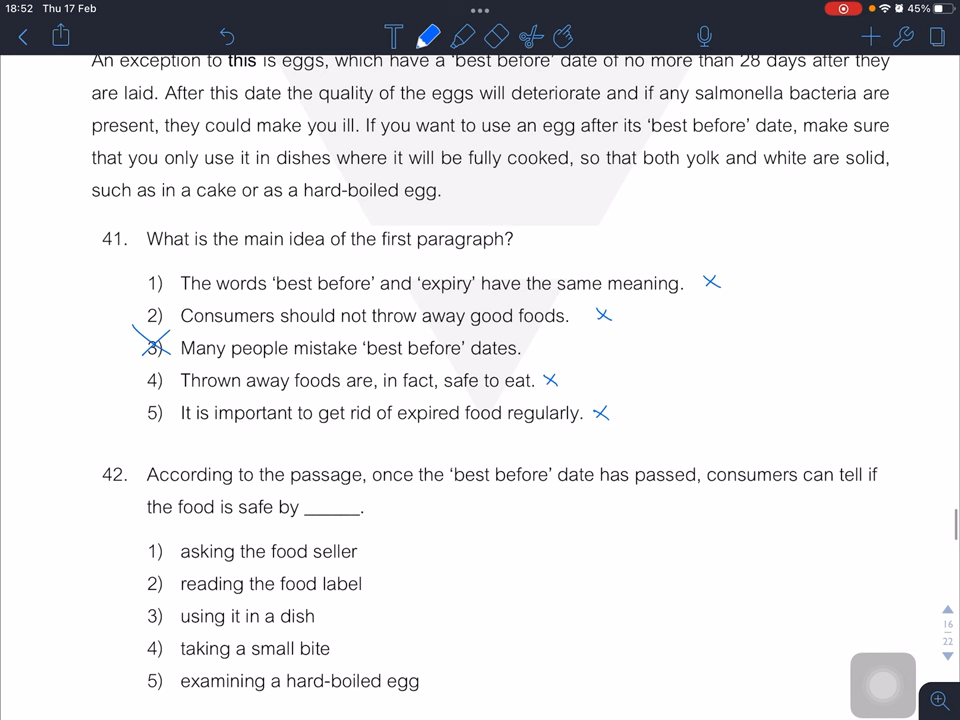 18:52 Thu 17 Feb
45%
An exception to this is eggs, which have a ‘best before’ date of no more than 28 days after they
are laid. After this date the quality of the eggs will deteriorate and if any salmonella bacteria are
present, they could make you ill. If you want to use an egg after its ‘best before’ date, make sure
that you only use it in dishes where it will be fully cooked, so that both yolk and white are solid,
such as in a cake or as a hard-boiled egg.
41. What is the main idea of the first paragraph?
1) The words ‘best before’ and ‘expiry’ have the same meaning.
2) Consumers should not throw away good foods.
3) Many people mistake ‘best before’ dates.
4) Thrown away foods are, in fact, safe to eat.
5) It is important to get rid of expired food regularly.
42. According to the passage, once the ‘best before’ date has passed, consumers can tell if
the food is safe by ______.
1) asking the food seller
2) reading the food label
3) using it in a dish
4) taking a small bite
5) examining a hard-boiled egg
16
22